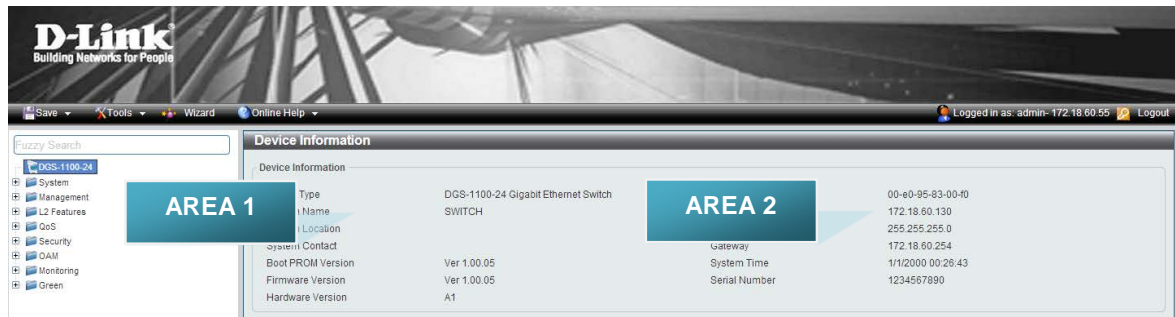 D-Link
Building Networks for People
Save Tools Wizard Online Help Logged in as: admin- 172.18.60.55 Logout
Fuzzy Search
DGS-1100-24
System
Management
L2 Features
QoS
Security
OAM
Monitoring
Green
Device Information
Device Information
Type DGS-1100-24 Gigabit Ethernet Switch 00-e0-95-83-00-f0
Name SWITCH 172.18.60.130
Location 255.255.255.0
System Contact Gateway 172.18.60.254
Boot PROM Version Ver 1.00.05 System Time 1/1/2000 00:26:43
Firmware Version Ver 1.00.05 Serial Number 1234567890
Hardware Version A1
AREA 1
AREA 2